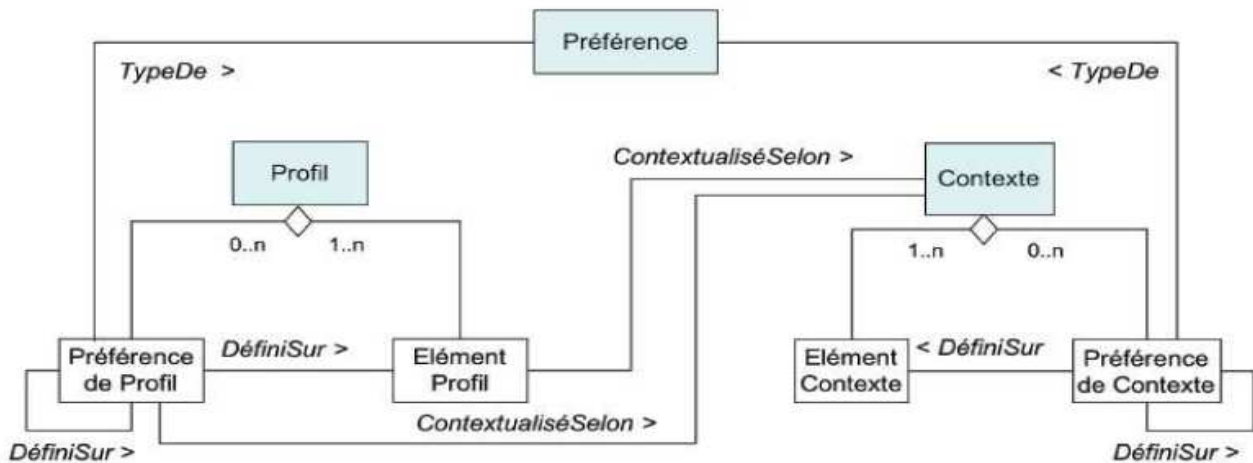 Préférence
TypeDe >
< TypeDe
Profil
ContextualiséSelon >
Contexte
0..n
1..n
1..n
0..n
Préférence
de Profil
DéfiniSur >
Elément
Profil
Elément
Contexte
< DéfiniSur
Préférence
de Contexte
ContextualiséSelon >
DéfiniSur >
DéfiniSur >